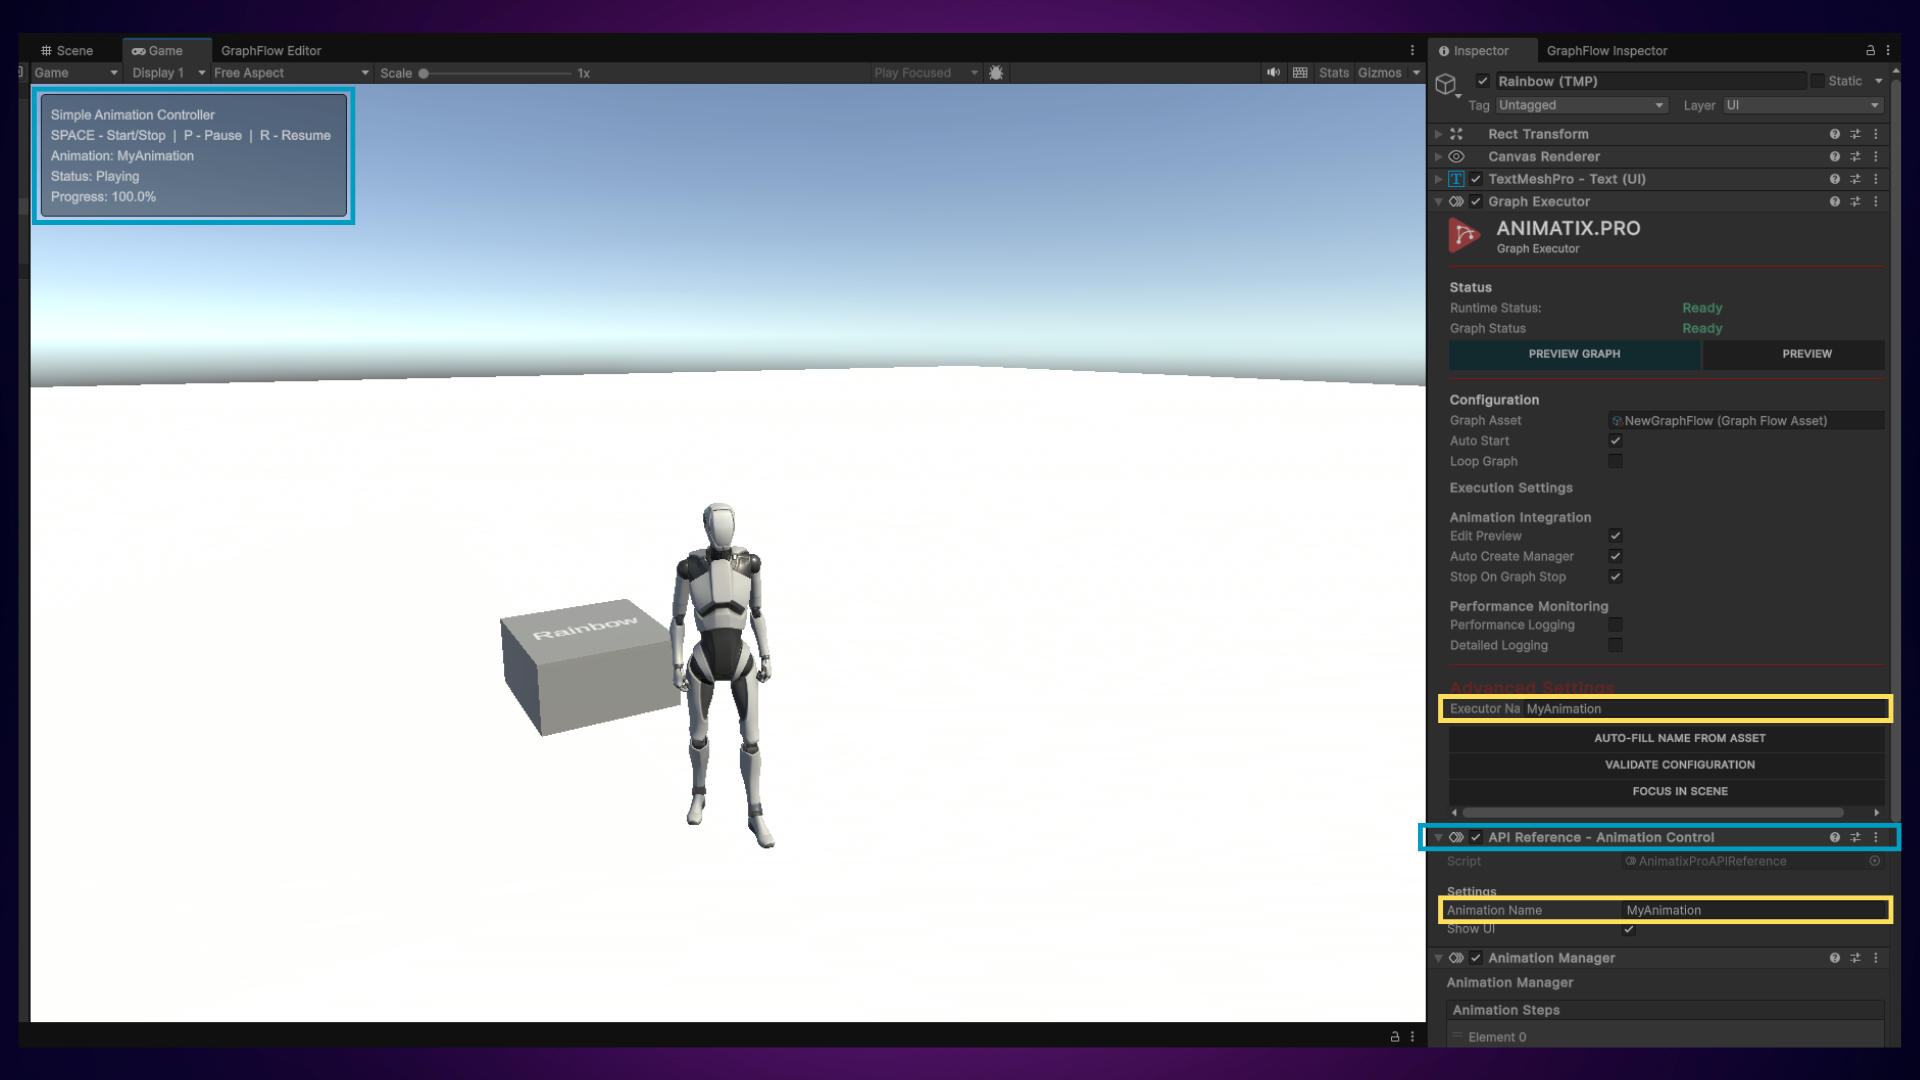 Scene
Game
GraphFlow Editor
Game
Display 1
Free Aspect
Scale
1x
Play Focused
Stats
Gizmos
Simple Animation Controller
SPACE - Start/Stop | P - Pause | R - Resume
Animation: MyAnimation
Status: Playing
Progress: 100.0%
Rainbow
Inspector
GraphFlow Inspector
Rainbow (TMP)
Static
Tag Untagged
Layer UI
Rect Transform
Canvas Renderer
TextMeshPro - Text (UI)
Graph Executor
ANIMATIX.PRO
Graph Executor
Status
Runtime Status: Ready
Graph Status Ready
PREVIEW GRAPH
PREVIEW
Configuration
Graph Asset NewGraphFlow (Graph Flow Asset)
Auto Start
Loop Graph
Execution Settings
Animation Integration
Edit Preview
Auto Create Manager
Stop On Graph Stop
Performance Monitoring
Performance Logging
Detailed Logging
Advanced Settings
Executor Na MyAnimation
AUTO-FILL NAME FROM ASSET
VALIDATE CONFIGURATION
FOCUS IN SCENE
API Reference - Animation Control
Script AnimatixProAPIReference
Settings
Animation Name MyAnimation
Show UI
Animation Manager
Animation Manager
Animation Steps
Element 0